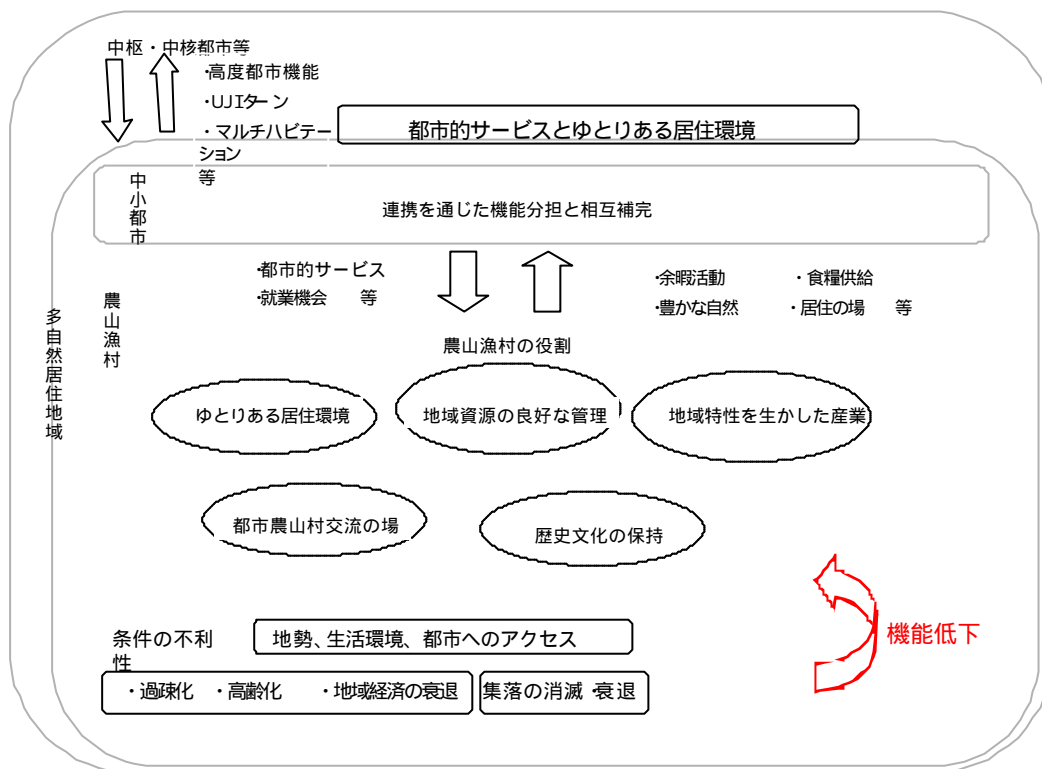 中枢・中核都市等
・高度都市機能
・UJIターン
・マルチハビテー
ション
等
都市的サービスとゆとりある居住環境
中小都市
連携を通じた機能分担と相互補完
・都市的サービス
・就業機会　等
・余暇活動　・食糧供給
・豊かな自然　・居住の場　等
多自然居住地域
農山漁村
農山漁村の役割
ゆとりある居住環境
地域資源の良好な管理
地域特性を生かした産業
都市農山村交流の場
歴史文化の保持
機能低下
条件の不利
性
地勢、生活環境、都市へのアクセス
・過疎化　・高齢化　・地域経済の衰退
集落の消滅・衰退